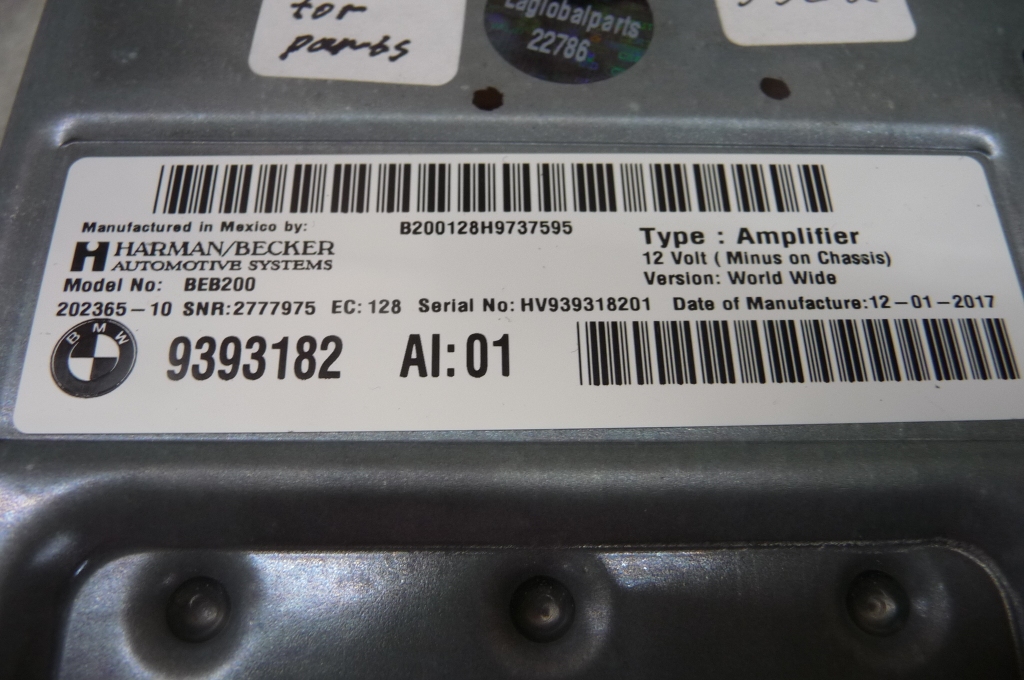 tor
parts
Laglobalparts
22786
Manufactured in Mexico by:
B200128H9737595
HARMAN/BECKER
AUTOMOTIVE SYSTEMS
Type : Amplifier
12 Volt ( Minus on Chassis)
Version: World Wide
Model No: BEB200
202365-10 SNR:2777975 EC: 128 Serial No: HV939318201 Date of Manufacture:12-01-2017
BMW
9393182 AI: 01